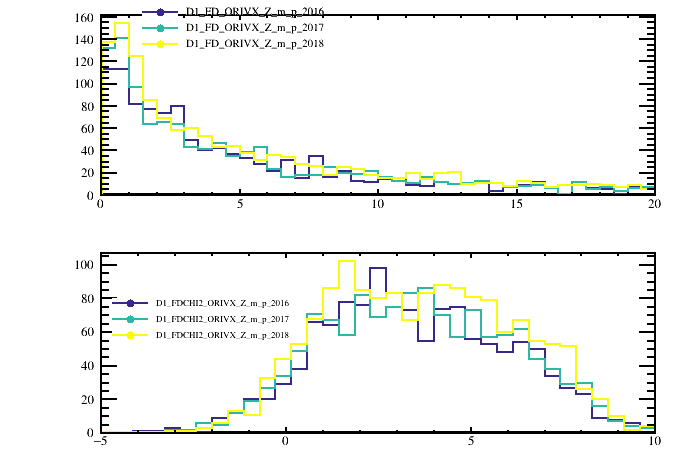 160
D1_FD_ORIVX_Z_m_p_2016
140
D1_FD_ORIVX_Z_m_p_2017
120
D1_FD_ORIVX_Z_m_p_2018
100
80
60
40
20
0
0 5 10 15 20
100
80
D1_FDCHI2_ORIVX_Z_m_p_2016
D1_FDCHI2_ORIVX_Z_m_p_2017
60
D1_FDCHI2_ORIVX_Z_m_p_2018
40
20
0
−5 0 5 10